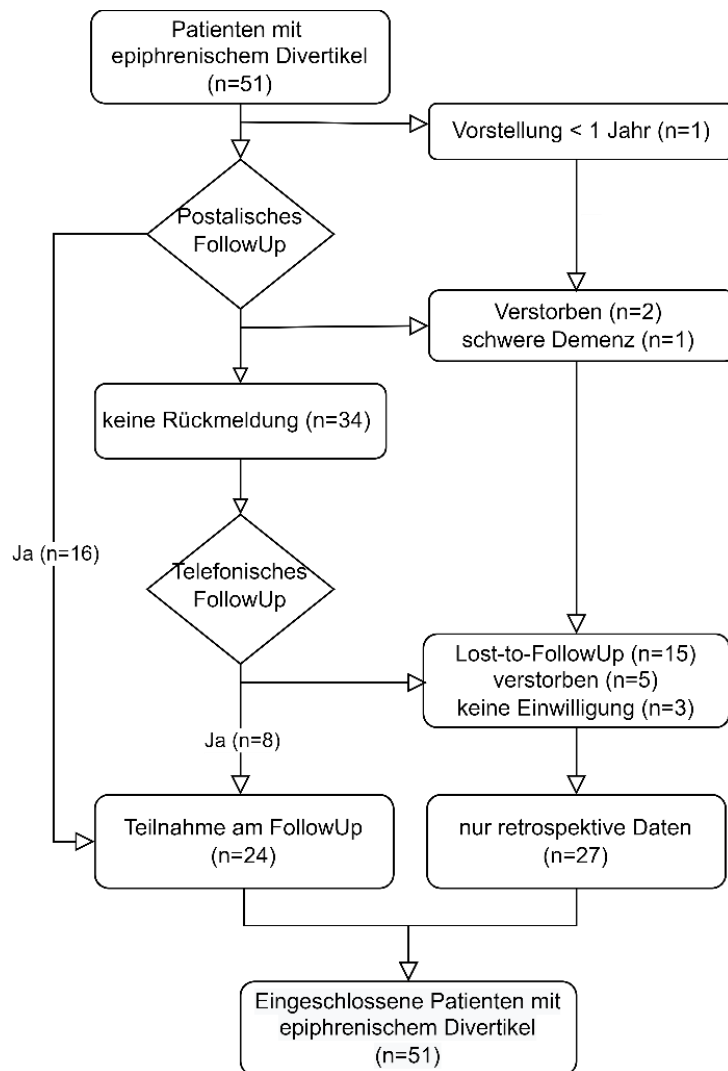 Patienten mit
epiphrenischem Divertikel
(n=51)
Vorstellung < 1 Jahr (n=1)
Postalisches
FollowUp
Verstorben (n=2)
schwere Demenz (n=1)
keine Rückmeldung (n=34)
Ja (n=16)
Telefonisches
FollowUp
Lost-to-FollowUp (n=15)
verstorben (n=5)
keine Einwilligung (n=3)
Ja (n=8)
Teilnahme am FollowUp
(n=24)
nur retrospektive Daten
(n=27)
Eingeschlossene Patienten mit
epiphrenischem Divertikel
(n=51)